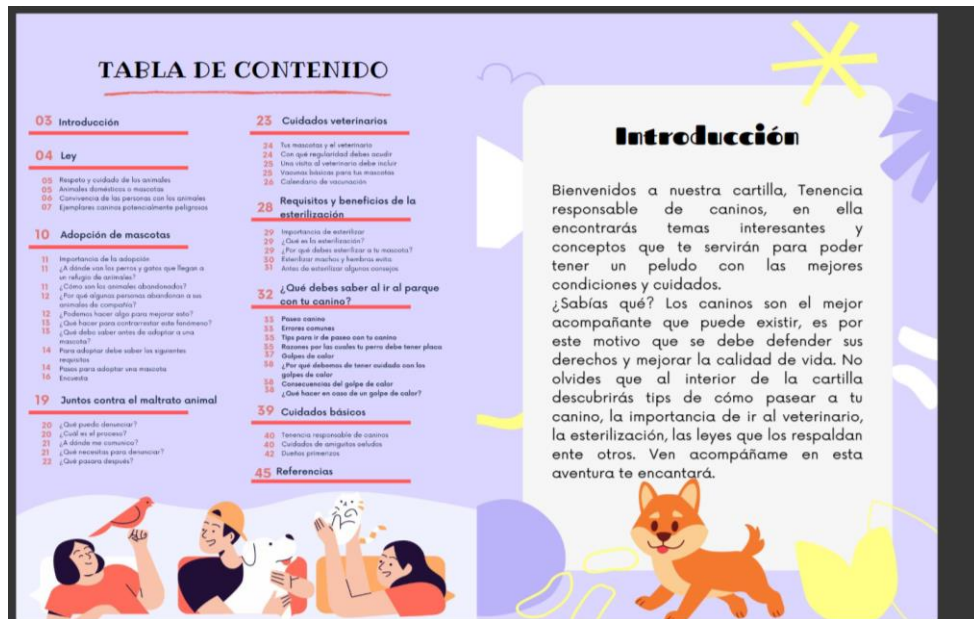 TABLA DE CONTENIDO
03 Introducción
04 Ley
05 Respeto y cuidado de los animales
05 Animales domésticos o mascotas
06 Convivencia de las personas con los animales
07 Ejemplares caninos potencialmente peligrosos
10 Adopción de mascotas
11 Importancia de la adopción
11 ¿A dónde van los perros y gatos que llegan a
un refugio de animales?
11 ¿Cómo son los animales abandonados?
12 ¿Por qué algunas personas abandonan a sus
animales de compañía?
12 ¿Podemos hacer algo para mejorar esto?
13 ¿Qué hacer para contrarrestar este fenómeno?
13 ¿Qué debo saber antes de adoptar a una
mascota?
14 Para adoptar debe saber los siguientes
requisitos
14 Pasos para adoptar una mascota
16 Encuesta
19 Juntos contra el maltrato animal
20 ¿Qué puedo denunciar?
20 ¿Cuál es el proceso?
21 ¿A dónde me comunico?
21 ¿Qué necesitas para denunciar?
22 ¿Qué pasara después?
23 Cuidados veterinarios
24 Tus mascotas y el veterinario
24 Con qué regularidad debes acudir
25 Una visita al veterinario debe incluir
25 Vacunas básicas para tus mascotas
26 Calendario de vacunación
28 Requisitos y beneficios de la
esterilización
29 Importancia de esterilizar
29 ¿Qué es la esterilización?
29 ¿Por qué debes esterilizar a tu mascota?
30 Esterilizar machos y hembras evita
31 Antes de esterilizar algunos consejos
32 ¿Qué debes saber al ir al parque
con tu canino?
33 Paseo canino
33 Errores comunes
35 Tips para ir de paseo con tu canino
35 Razones por las cuales tu perro debe tener placa
37 Golpes de calor
38 ¿Por qué debemos de tener cuidado con los
golpes de calor
38 Consecuencias del golpe de calor
38 ¿Qué hacer en caso de un golpe de calor?
39 Cuidados básicos
40 Tenencia responsable de caninos
40 Cuidados de amiguitos peludos
42 Dueños primerizos
45 Referencias
Introducción
Bienvenidos a nuestra cartilla, Tenencia
responsable de caninos, en ella
encontrarás temas interesantes y
conceptos que te servirán para poder
tener un peludo con las mejores
condiciones y cuidados.
¿Sabías qué? Los caninos son el mejor
acompañante que puede existir, es por
este motivo que se debe defender sus
derechos y mejorar la calidad de vida. No
olvides que al interior de la cartilla
descubrirás tips de cómo pasear a tu
canino, la importancia de ir al veterinario,
la esterilización, las leyes que los respaldan
ente otros. Ven acompáñame en esta
aventura te encantará.